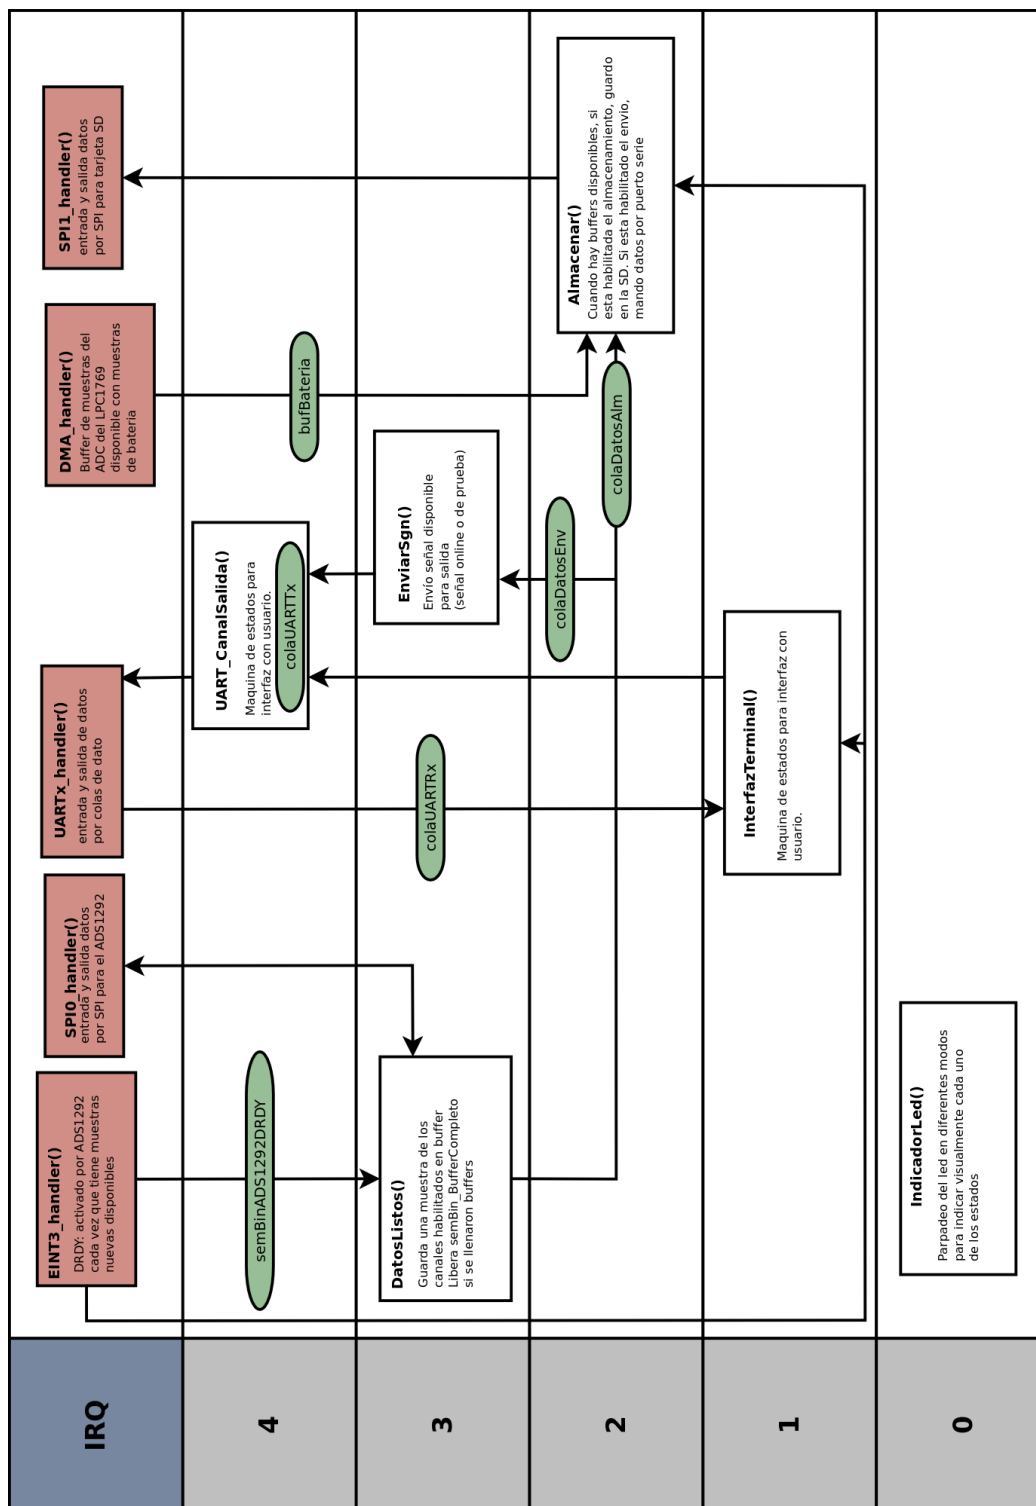 IRQ
EINT3_handler()
DRDY: activado por ADS1292
cada vez que tiene muestras
nuevas disponibles
SPI0_handler()
entrada y salida datos
por SPI para el ADS1292
UARTx_handler()
entrada y salida de datos
por colas de dato
DMA_handler()
Buffer de muestras del
ADC del LPC1769
disponible con muestras
de bateria
SPI1_handler()
entrada y salida datos
por SPI para tarjeta SD
4
semBinADS1292DRDY
UART_CanalSalida()
Maquina de estados para
interfaz con usuario.
colaUARTTx
bufBateria
3
DatosListos()
Guarda una muestra de los
canales habilitados en buffer
Libera semBin_BufferCompleto
si se llenaron buffers
colaUARTRx
EnviarSgn()
Envío señal disponible
para salida
(señal online o de prueba)
2
colaDatosEnv
colaDatosAlm
Almacenar()
Cuando hay buffers disponibles, si
esta habilitada el almacenamiento, guardo
en la SD. Si esta habilitado el envio,
mando datos por puerto serie
1
InterfazTerminal()
Maquina de estados para interfaz con
usuario.
0
IndicadorLed()
Parpadeo del led en diferentes modos
para indicar visualmente cada uno
de los estados